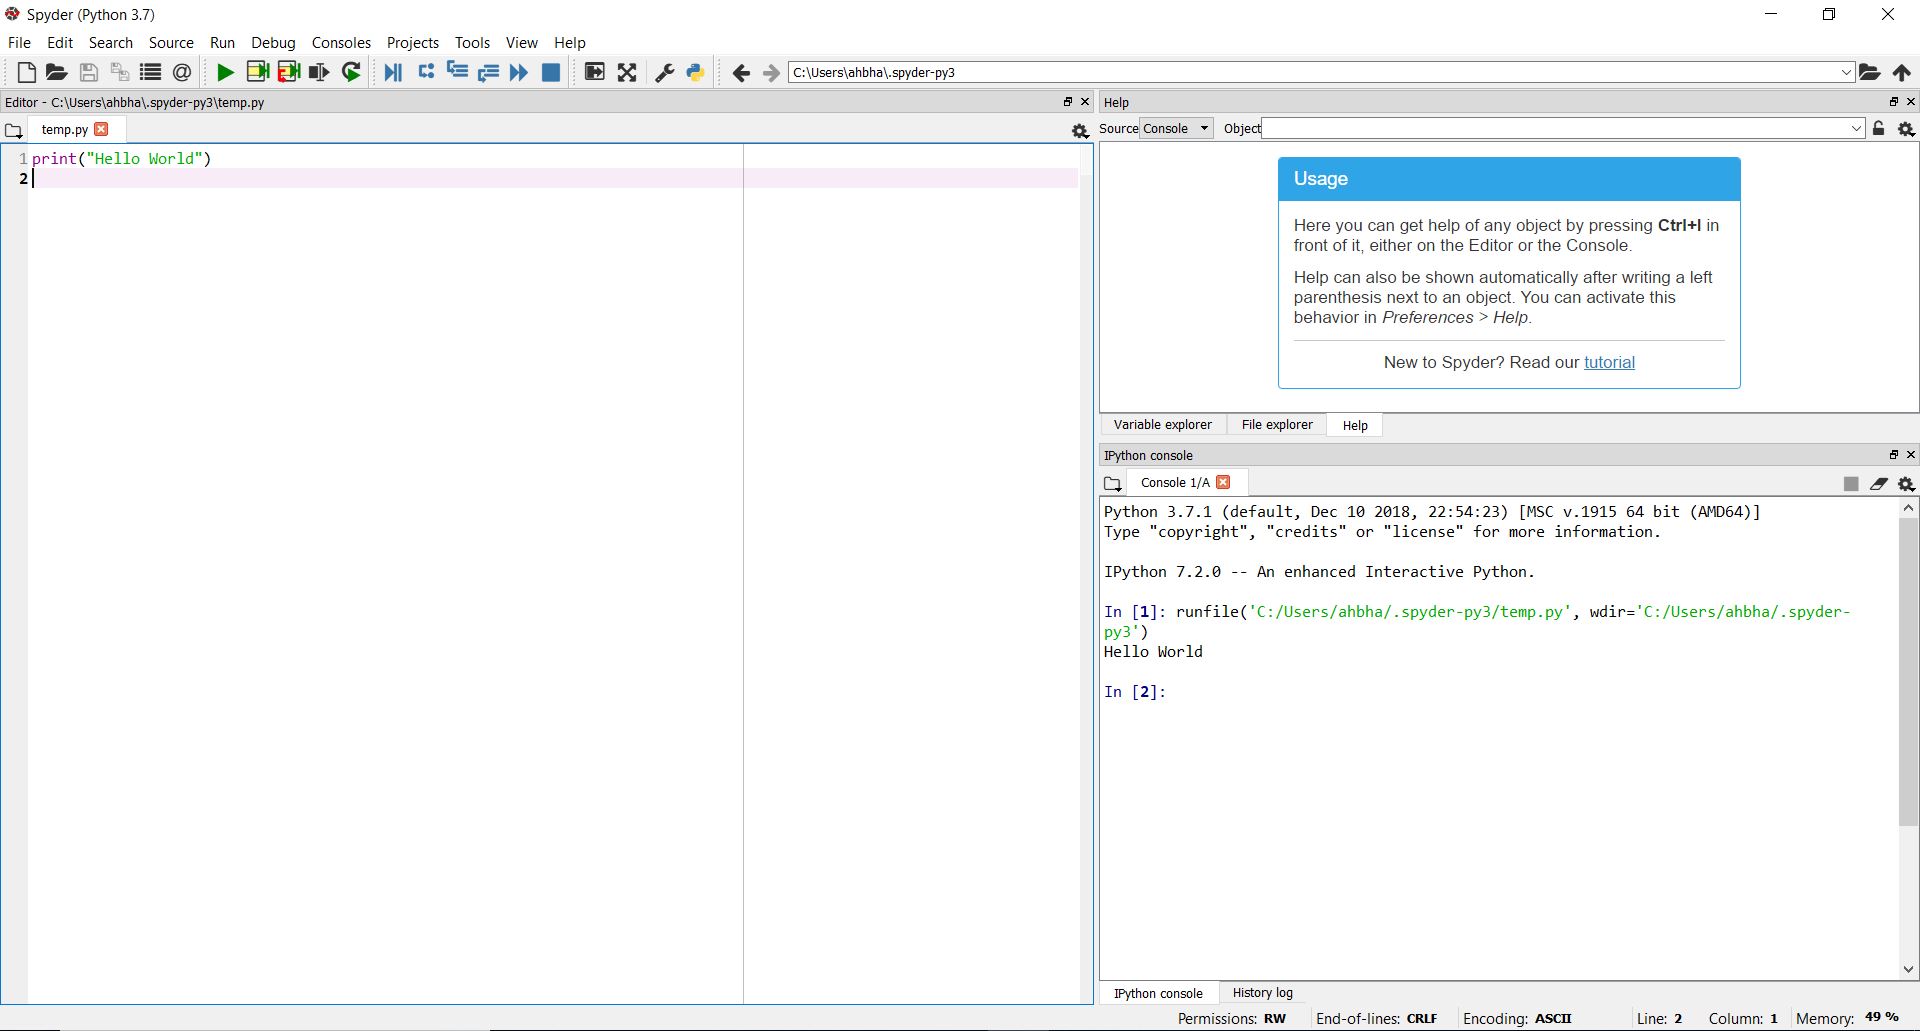 Spyder (Python 3.7)
File Edit Search Source Run Debug Consoles Projects Tools View Help
C:\Users\ahbha\.spyder-py3
Editor - C:\Users\ahbha\.spyder-py3\temp.py
temp.py
1 print("Hello World")
2
Help
Source Console Object
Usage
Here you can get help of any object by pressing Ctrl+I in
front of it, either on the Editor or the Console.
Help can also be shown automatically after writing a left
parenthesis next to an object. You can activate this
behavior in Preferences > Help.
New to Spyder? Read our tutorial
Variable explorer File explorer Help
IPython console
Console 1/A
Python 3.7.1 (default, Dec 10 2018, 22:54:23) [MSC v.1915 64 bit (AMD64)]
Type "copyright", "credits" or "license" for more information.
IPython 7.2.0 -- An enhanced Interactive Python.
In [1]: runfile('C:/Users/ahbha/.spyder-py3/temp.py', wdir='C:/Users/ahbha/.spyder-
py3')
Hello World
In [2]:
IPython console History log
Permissions: RW End-of-lines: CRLF Encoding: ASCII Line: 2 Column: 1 Memory: 49 %